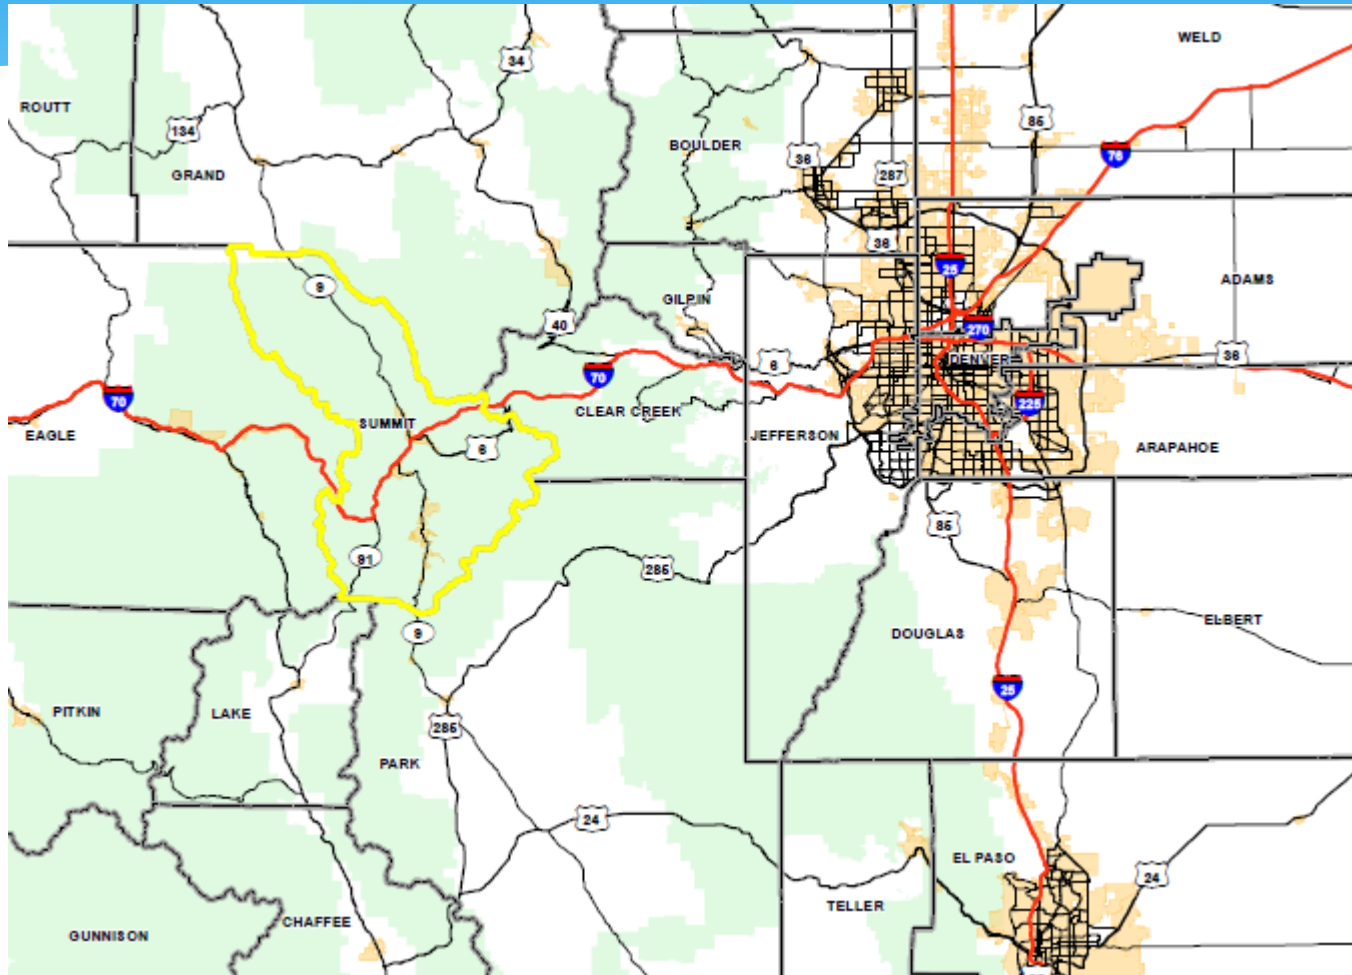 WELD
34
ROUTT
85
134
BOULDER
36
76
GRAND
287
36
25
ADAMS
9
GILPIN
40
270
36
6
DENVER
70
70
225
CLEAR CREEK
SUMMIT
EAGLE
JEFFERSON
6
ARAPAHOE
85
91
285
ELBERT
9
DOUGLAS
25
PITKIN
LAKE
285
PARK
24
EL PASO
24
TELLER
CHAFFEE
GUNNISON